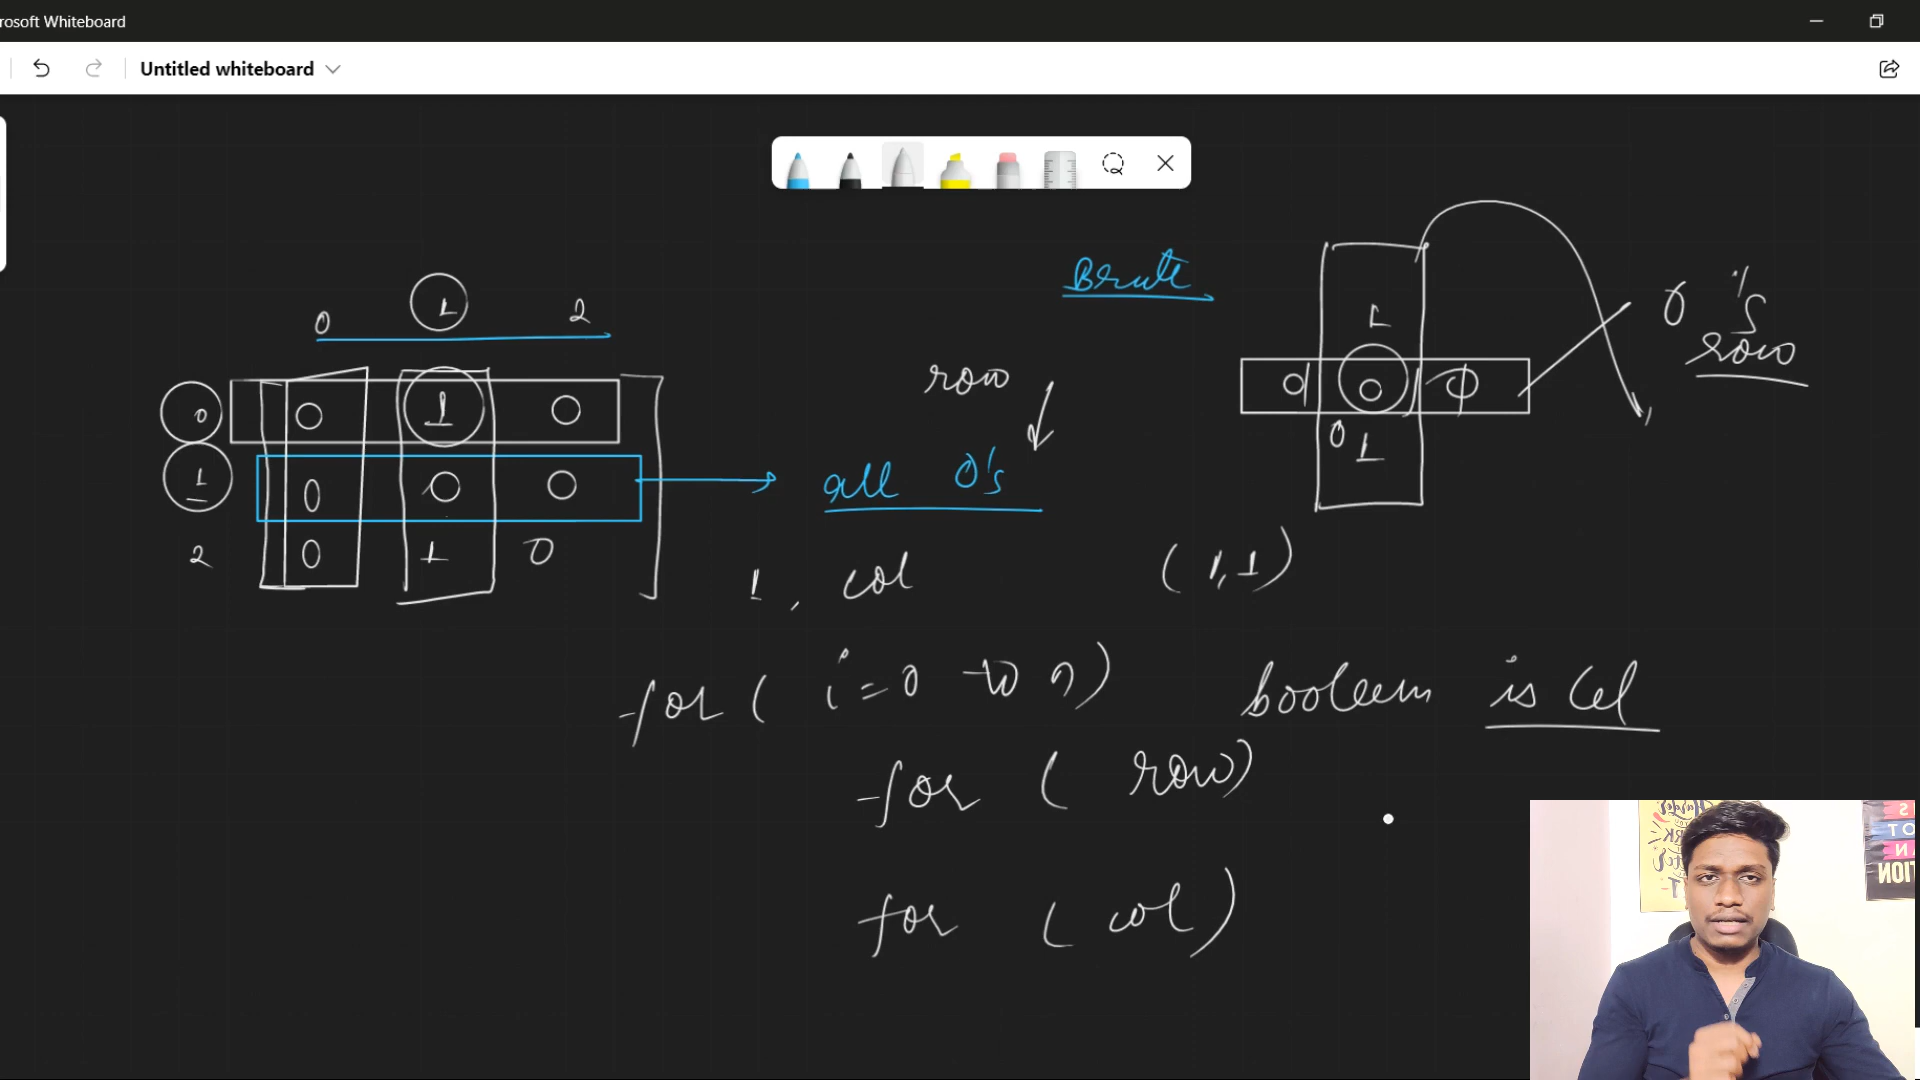 rosoft Whiteboard
Untitled whiteboard
Brute
0 1 2
row
0 0 1 0
1 0 0 0
2 0 1 0
all 0's
1
0 0 0
0 1
0 's
row
1, col
(1,1)
for ( i=0 to n)
boolean is Cel
for ( row)
for ( col)